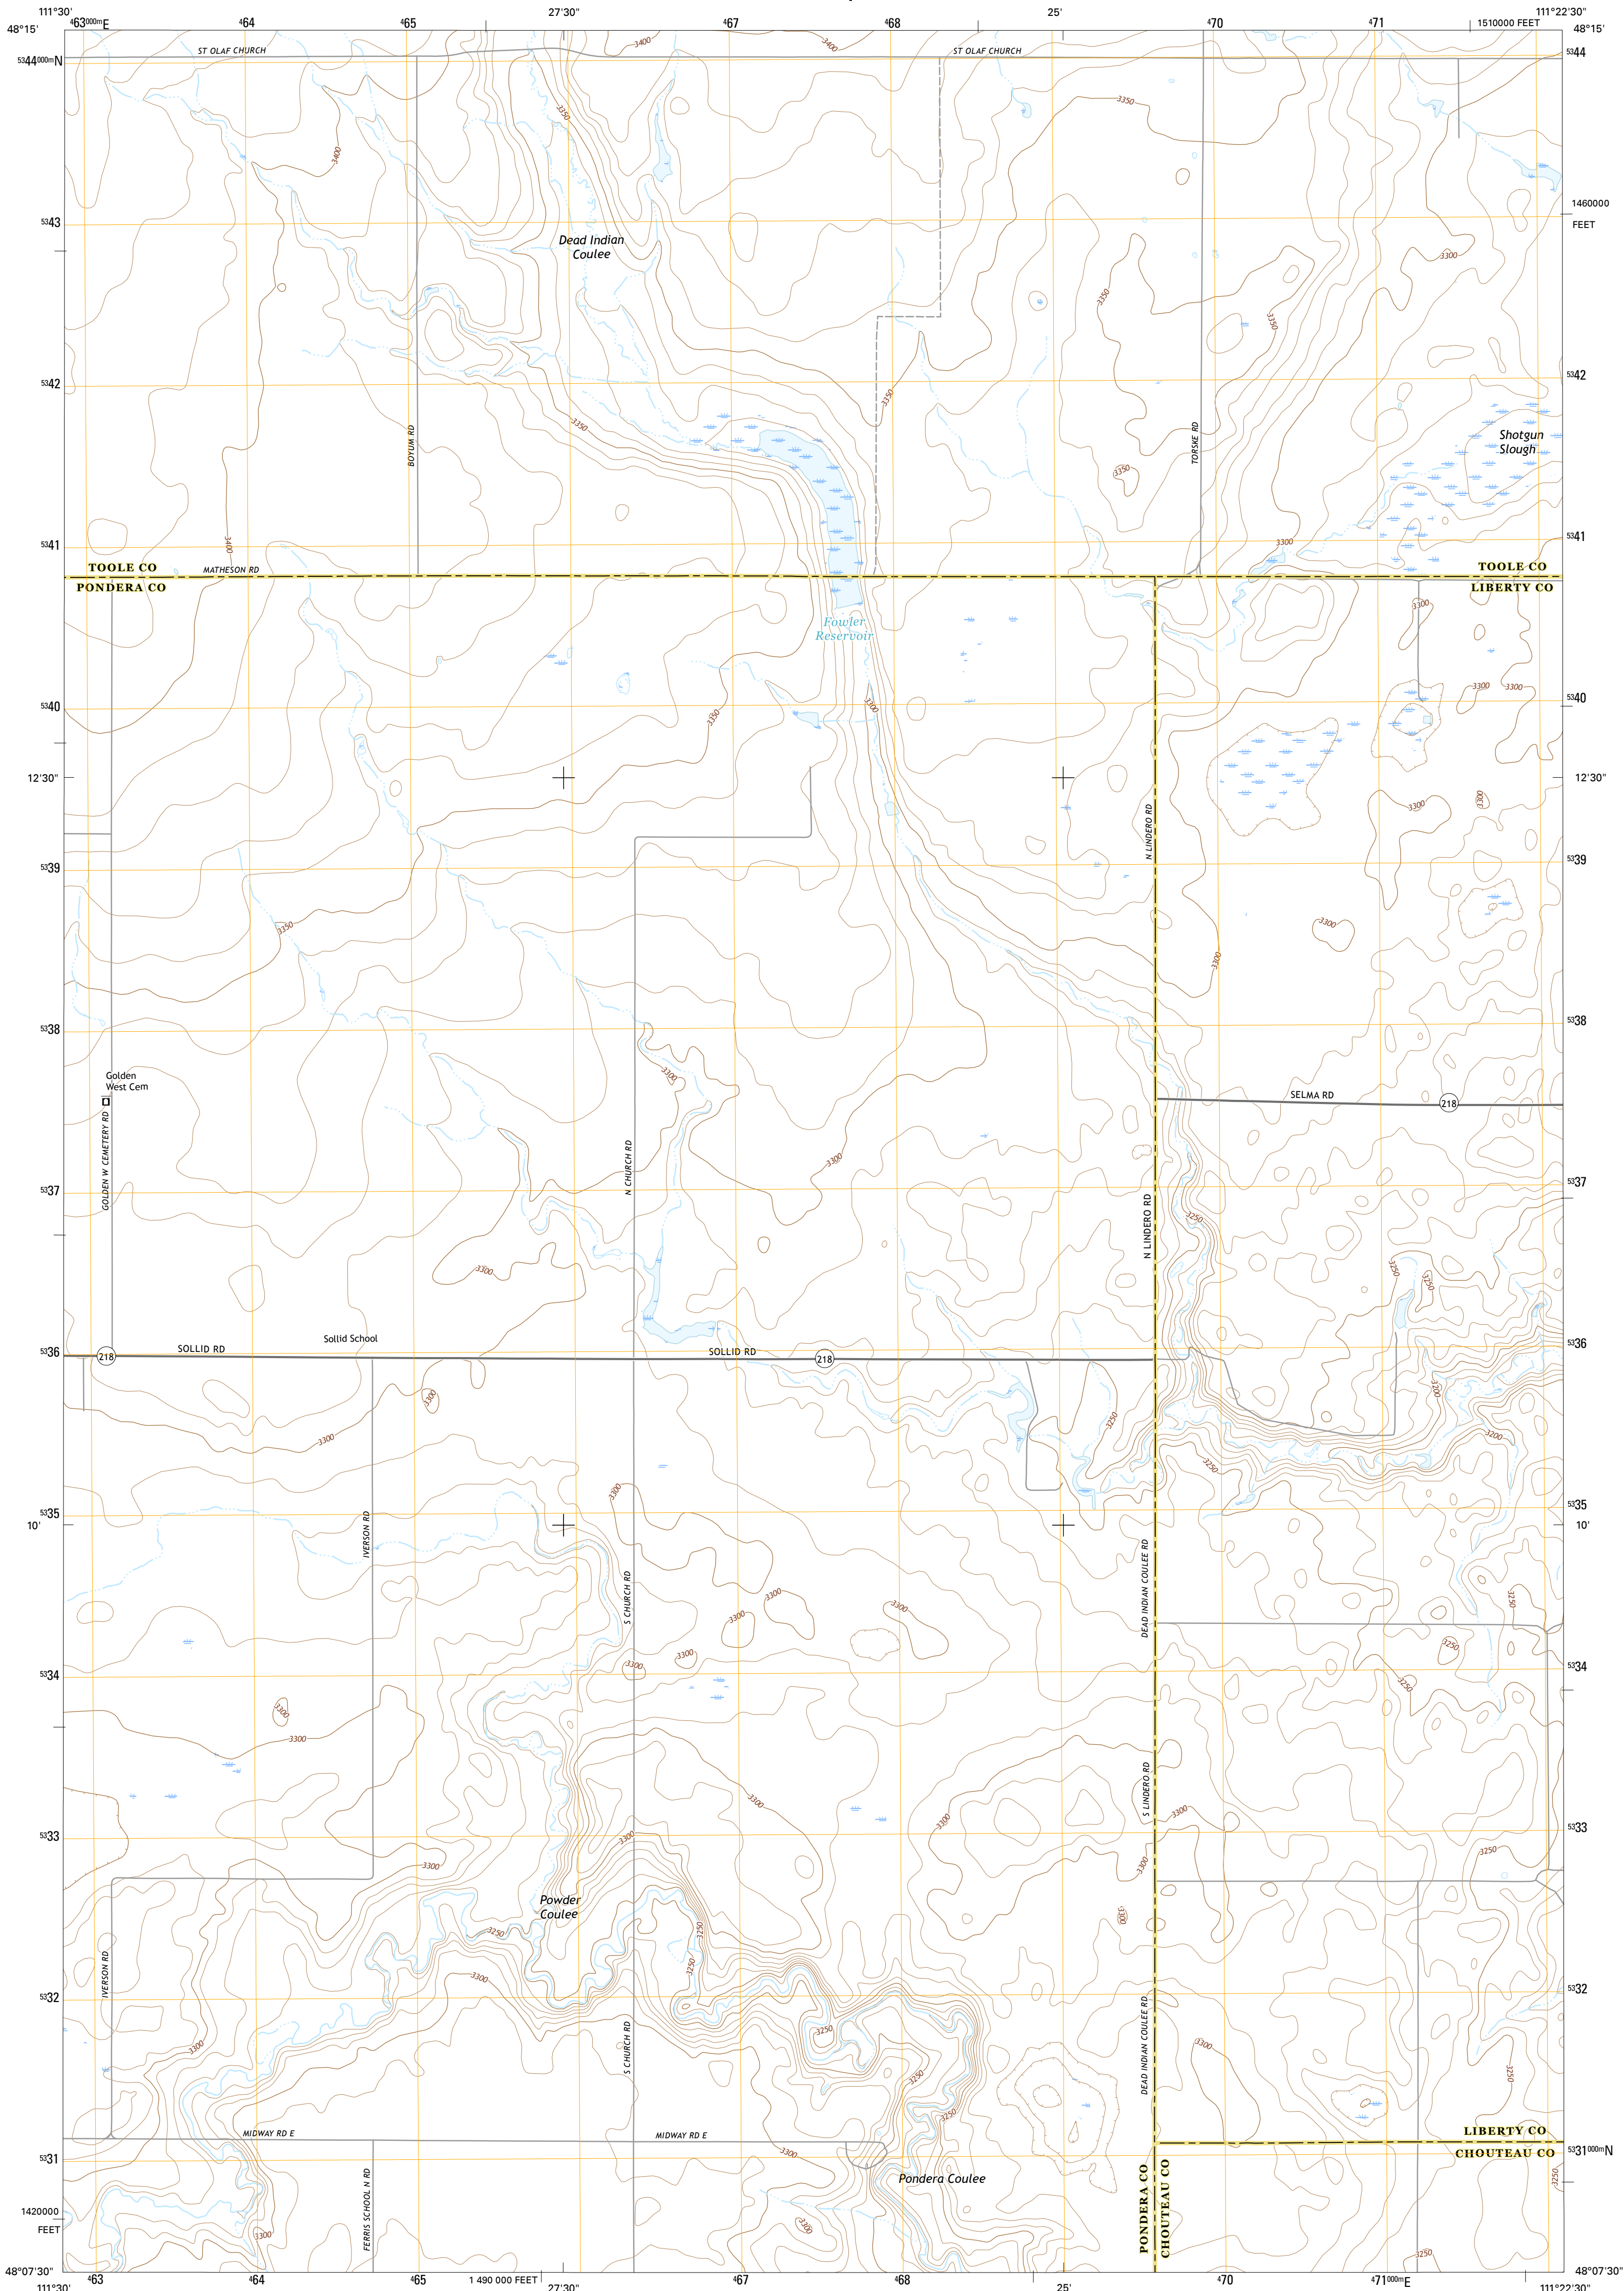 111°30'
⁴63⁰⁰⁰ᵐE
⁴64
⁴65
27'30"
⁴67
⁴68
25'
⁴70
⁴71
1510000 FEET
111°22'30"
48°15'
48°15'
ST OLAF CHURCH
3400
3400
ST OLAF CHURCH
⁵³44⁰⁰⁰ᵐN
⁵³44
3350
3350
3400
1460000
FEET
⁵³43
Dead Indian
Coulee
3300
3350
3350
⁵³42
⁵³42
3350
3350
BOYUM RD
TORSKE RD
Shotgun
Slough
3350
3400
3300
⁵³41
⁵³41
TOOLE CO
MATHESON RD
TOOLE CO
PONDERA CO
LIBERTY CO
3300
Fowler
Reservoir
3300
3300
⁵³40
⁵³40
3350
3300
12'30"
12'30"
3300
3300
N LINDERO RD
⁵³39
⁵³39
3350
3300
3300
⁵³38
⁵³38
Golden
West Cem
3300
SELMA RD
218
GOLDEN W CEMETERY RD
N CHURCH RD
3300
⁵³37
⁵³37
3250
N LINDERO RD
3300
3250
3250
⁵³36
⁵³36
Sollid School
218
SOLLID RD
SOLLID RD
218
3300
3200
3250
3300
3200
3250
3300
⁵³35
⁵³35
10'
10'
IVERSON RD
DEAD INDIAN COULEE RD
S CHURCH RD
3300
3300
3300
3250
3250
3300
3300
⁵³34
⁵³34
3250
3300
3300
S LINDERO RD
3300
3300
3300
3300
⁵³33
⁵³33
3250
3300
3300
Powder
Coulee
3300
3250
3250
3250
IVERSON RD
3300
⁵³32
⁵³32
DEAD INDIAN COULEE RD
3250
3300
3300
S CHURCH RD
3250
3250
3250
MIDWAY RD E
MIDWAY RD E
LIBERTY CO
⁵³31
3300
⁵³31⁰⁰⁰ᵐN
CHOUTEAU CO
Pondera Coulee
3250
FERRIS SCHOOL N RD
PONDERA CO
CHOUTEAU CO
1420000
FEET
3300
3300
3250
48°07'30"
48°07'30"
⁴63
⁴64
⁴65
1 490 000 FEET
⁴67
⁴68
⁴70
⁴71⁰⁰⁰ᵐE
111°30'
27'30"
25'
111°22'30"